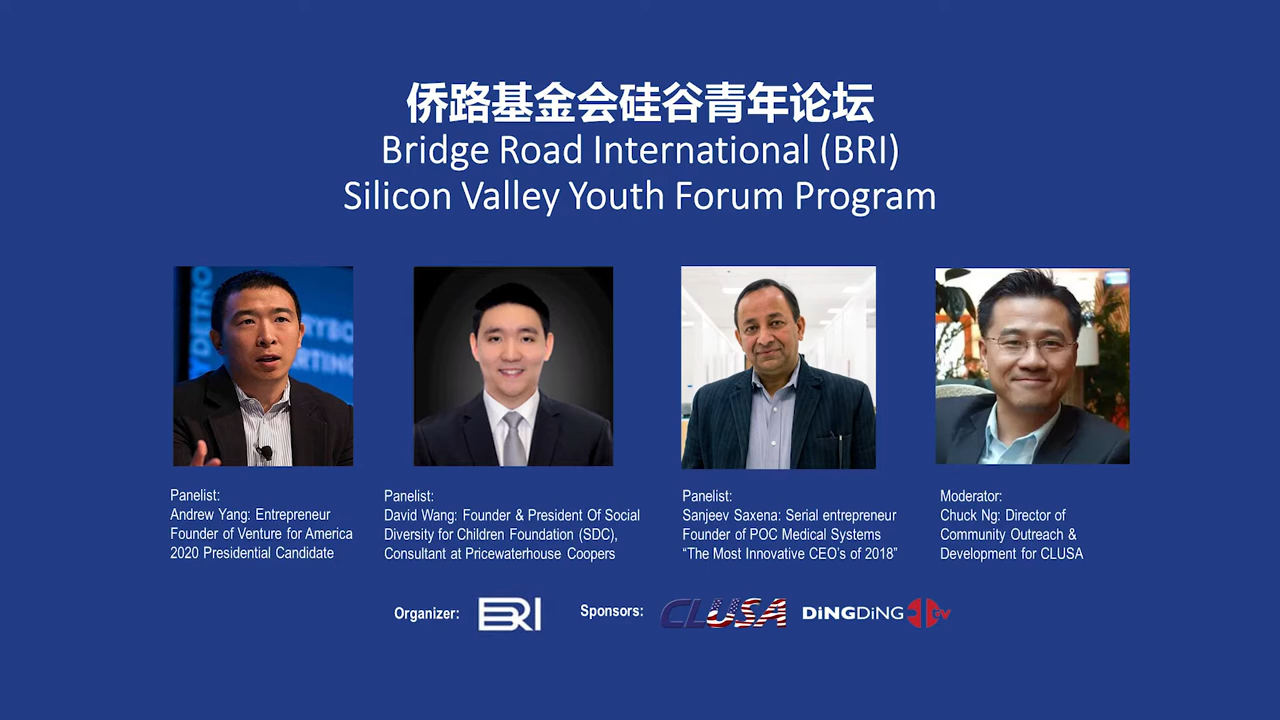 侨路基金会硅谷青年论坛
Bridge Road International (BRI)
Silicon Valley Youth Forum Program
Panelist:
Andrew Yang: Entrepreneur
Founder of Venture for America
2020 Presidential Candidate
Panelist:
David Wang: Founder & President Of Social
Diversity for Children Foundation (SDC),
Consultant at Pricewaterhouse Coopers
Panelist:
Sanjeev Saxena: Serial entrepreneur
Founder of POC Medical Systems
“The Most Innovative CEO’s of 2018”
Moderator:
Chuck Ng: Director of
Community Outreach &
Development for CLUSA
Organizer: BRI Sponsors: CLUSA DiNGDiNG TV